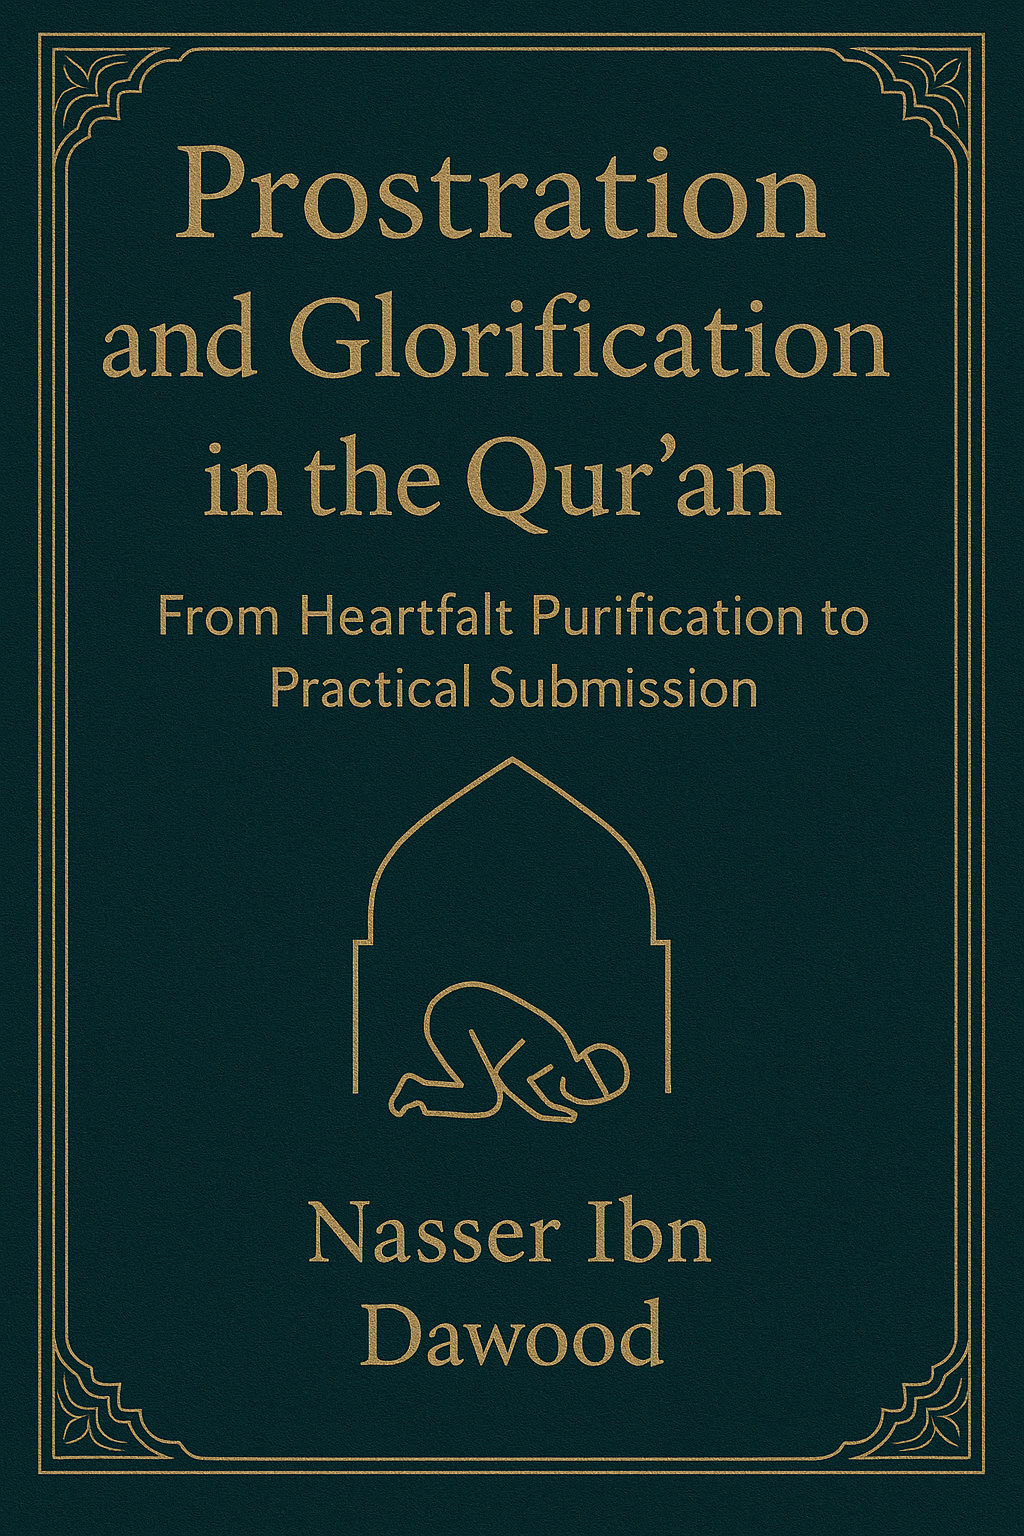 Prostration
and Glorification
in the Qur’an
From Heartfalt Purification to
Practical Submission
Nasser Ibn
Dawood